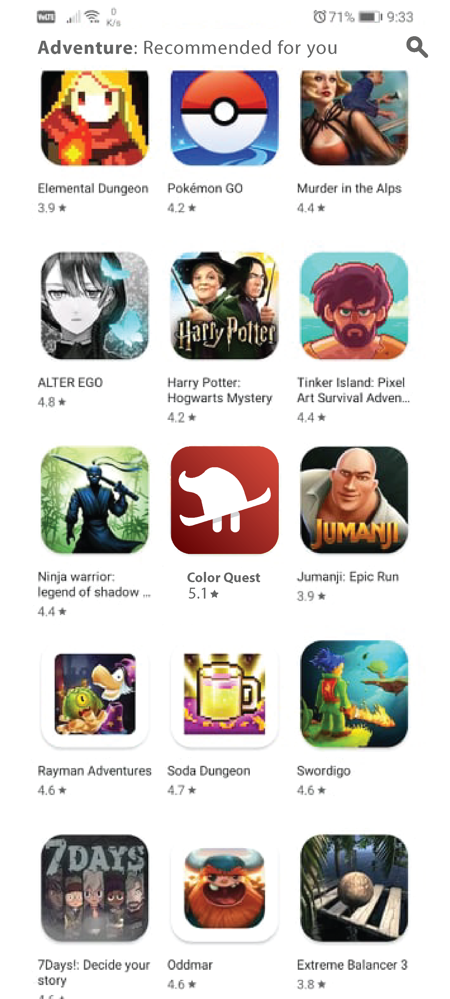 VoLTE 0 K/s 71% 9:33
Adventure: Recommended for you
Elemental Dungeon Pokémon GO Murder in the Alps
3.9 ★ 4.2 ★ 4.4 ★
Harry Potter
ALTER EGO Harry Potter: Tinker Island: Pixel
4.8 ★ Hogwarts Mystery Art Survival Adven...
4.2 ★ 4.4 ★
JUMANJI
Ninja warrior: Color Quest Jumanji: Epic Run
legend of shadow ... 5.1 ★ 3.9 ★
4.4 ★
Rayman Adventures Soda Dungeon Swordigo
4.6 ★ 4.7 ★ 4.6 ★
7DAYS
7Days!: Decide your Oddmar Extreme Balancer 3
story 4.6 ★ 3.8 ★